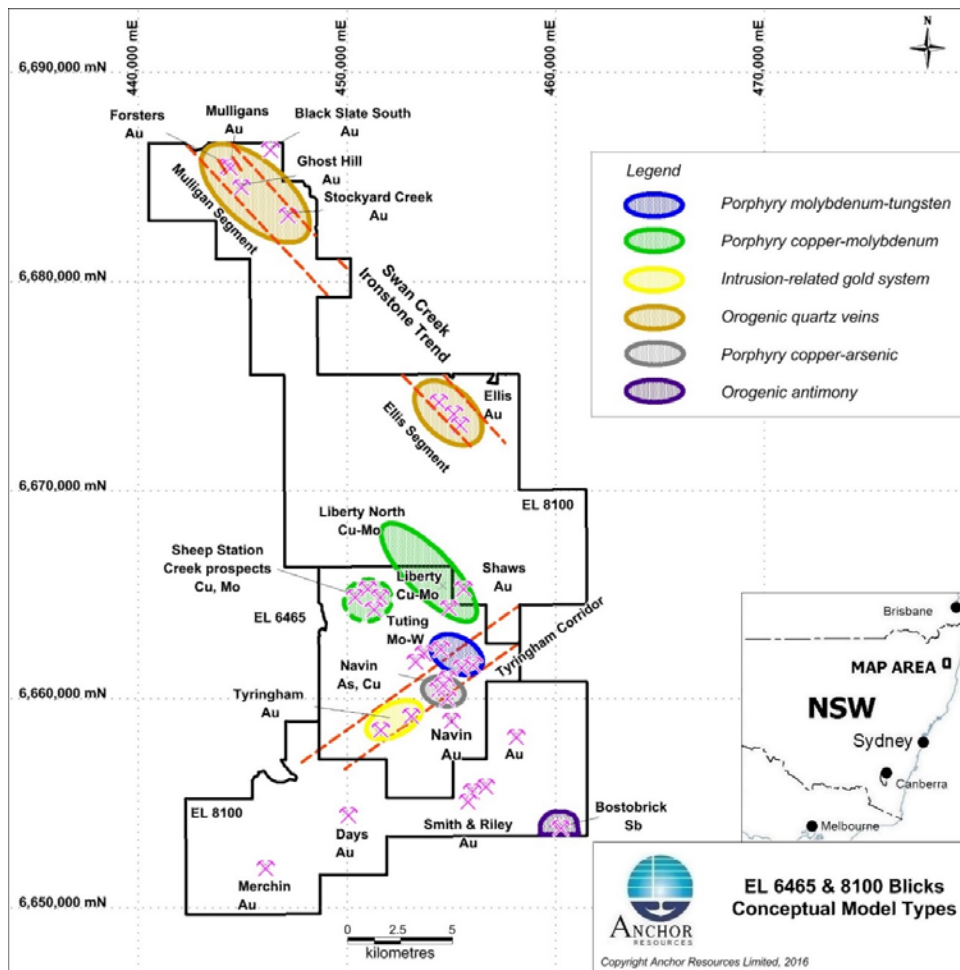 440,000 mE
450,000 mE
460,000 mE
470,000 mE
N
6,690,000 mN
6,680,000 mN
6,670,000 mN
6,660,000 mN
6,650,000 mN
Forsters
Au
Mulligans
Au
Black Slate South
Au
Ghost Hill
Au
Stockyard Creek
Au
Mulligan Segment
Swan Creek
Ironstone Trend
Ellis
Au
Ellis Segment
EL 8100
Liberty North
Cu-Mo
Sheep Station
Creek prospects
Cu, Mo
Liberty
Cu-Mo
Shaws
Au
EL 6465
Tuting
Mo-W
Tyringham Corridor
Navin
As, Cu
Tyringham
Au
Navin
Au
Au
EL 8100
Days
Au
Smith & Riley
Au
Bostobrick
Sb
Merchin
Au
0 2.5 5
kilometres
Legend
Porphyry molybdenum-tungsten
Porphyry copper-molybdenum
Intrusion-related gold system
Orogenic quartz veins
Porphyry copper-arsenic
Orogenic antimony
Brisbane
MAP AREA
NSW
Sydney
Canberra
Melbourne
ANCHOR
RESOURCES
EL 6465 & 8100 Blicks
Conceptual Model Types
Copyright Anchor Resources Limited, 2016